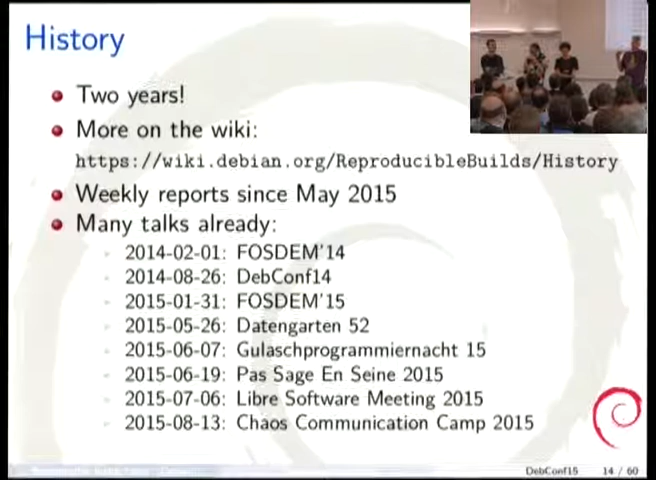 History
Two years!
More on the wiki:
https://wiki.debian.org/ReproducibleBuilds/History
Weekly reports since May 2015
Many talks already:
2014-02-01: FOSDEM'14
2014-08-26: DebConf14
2015-01-31: FOSDEM'15
2015-05-26: Datengarten 52
2015-06-07: Gulaschprogrammiernacht 15
2015-06-19: Pas Sage En Seine 2015
2015-07-06: Libre Software Meeting 2015
2015-08-13: Chaos Communication Camp 2015
DebConf15 14 / 60